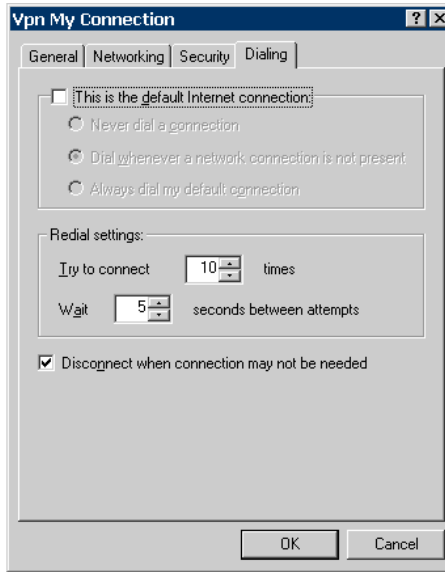 Vpn My Connection
General Networking Security Dialing
This is the default Internet connection:
Never dial a connection
Dial whenever a network connection is not present
Always dial my default connection
Redial settings:
Try to connect 10 times
Wait 5 seconds between attempts
Disconnect when connection may not be needed
OK Cancel